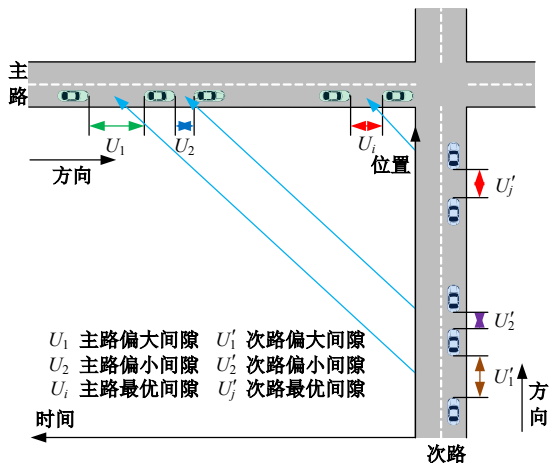 主
路
U₁
U₂
Uᵢ
方向
位置
U′ⱼ
U′₂
U′₁
U₁ 主路偏大间隙 U′₁ 次路偏大间隙
U₂ 主路偏小间隙 U′₂ 次路偏小间隙
Uᵢ 主路最优间隙 U′ⱼ 次路最优间隙
方
向
时间
次路